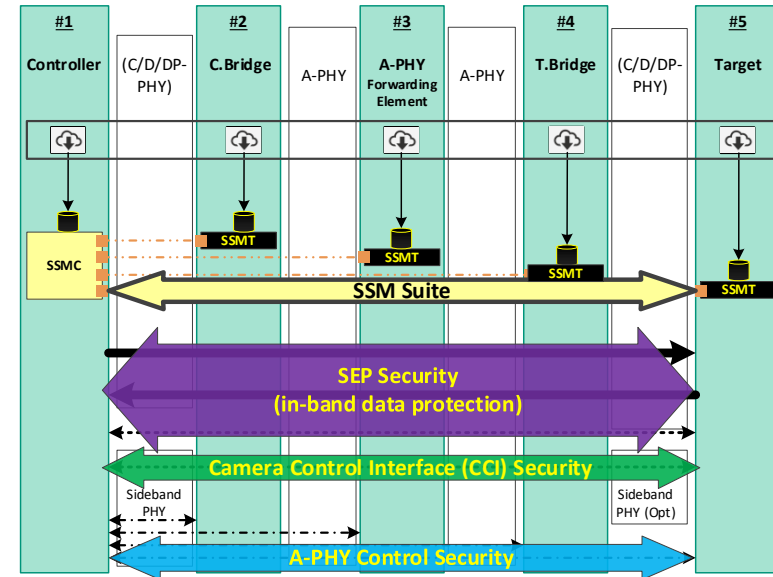 #1
Controller
(C/D/DP-
PHY)
#2
C.Bridge
A-PHY
#3
A-PHY
Forwarding
Element
A-PHY
#4
T.Bridge
(C/D/DP-
PHY)
#5
Target
SSMC
SSMT
SSMT
SSMT
SSMT
SSM Suite
SEP Security
(in-band data protection)
Camera Control Interface (CCI) Security
Sideband
PHY
Sideband
PHY (Opt)
A-PHY Control Security